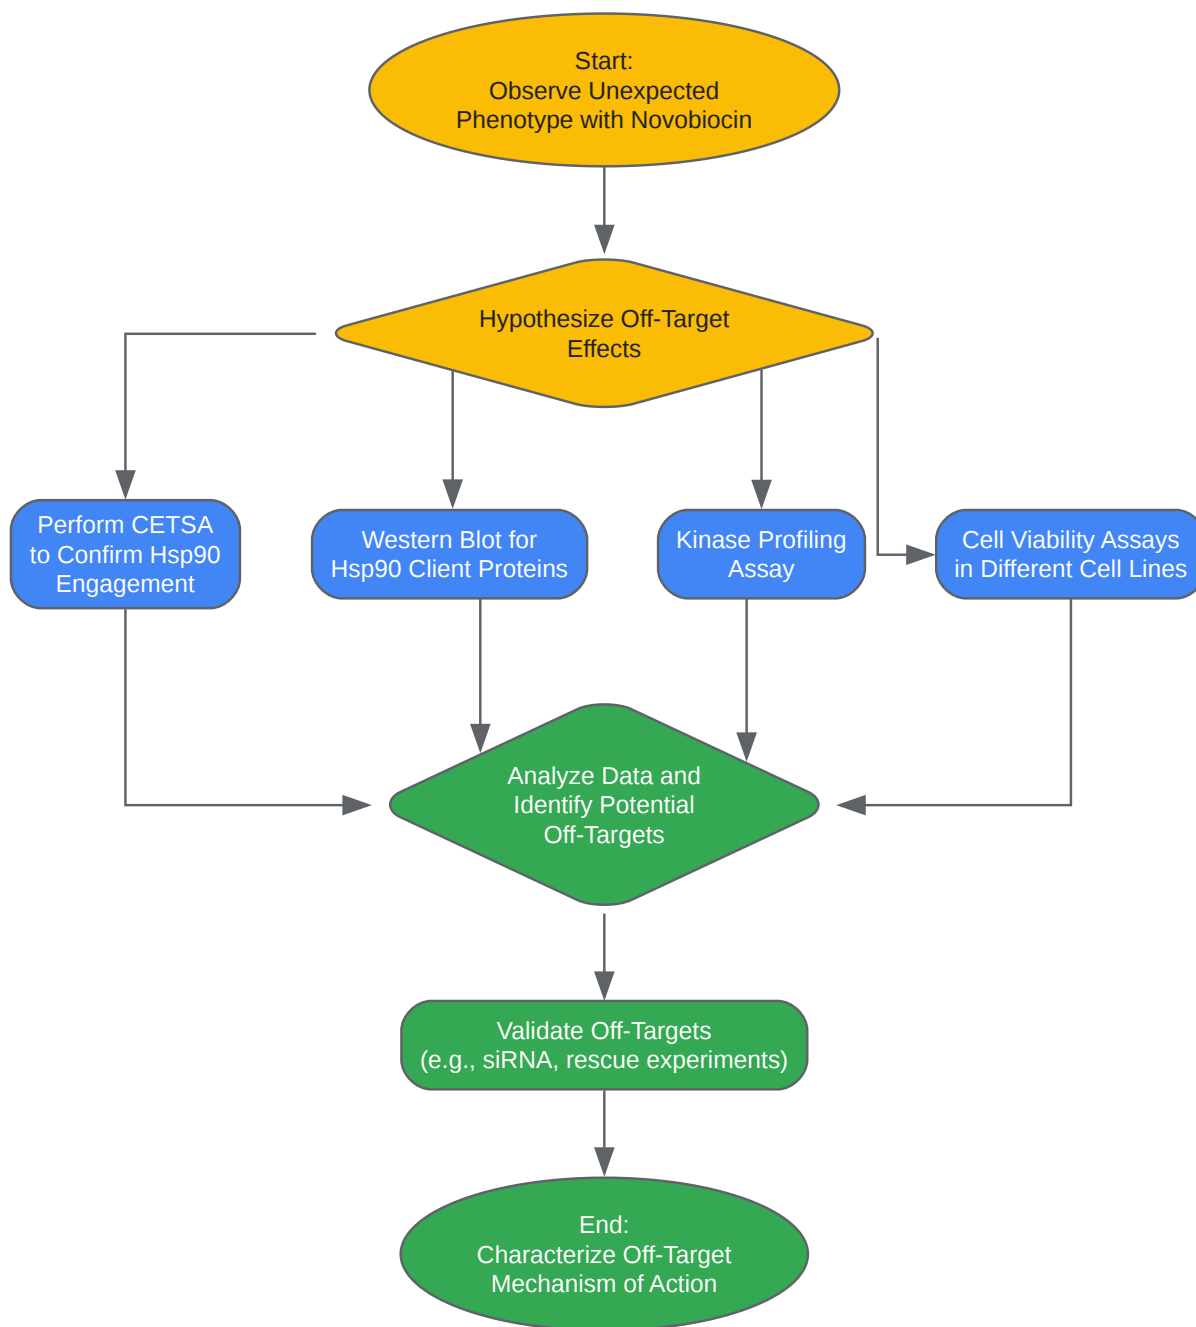 Start:
Observe Unexpected
Phenotype with Novobiocin
Hypothesize Off-Target
Effects
Perform CETSA
to Confirm Hsp90
Engagement
Western Blot for
Hsp90 Client Proteins
Kinase Profiling
Assay
Cell Viability Assays
in Different Cell Lines
Analyze Data and
Identify Potential
Off-Targets
Validate Off-Targets
(e.g., siRNA, rescue experiments)
End:
Characterize Off-Target
Mechanism of Action